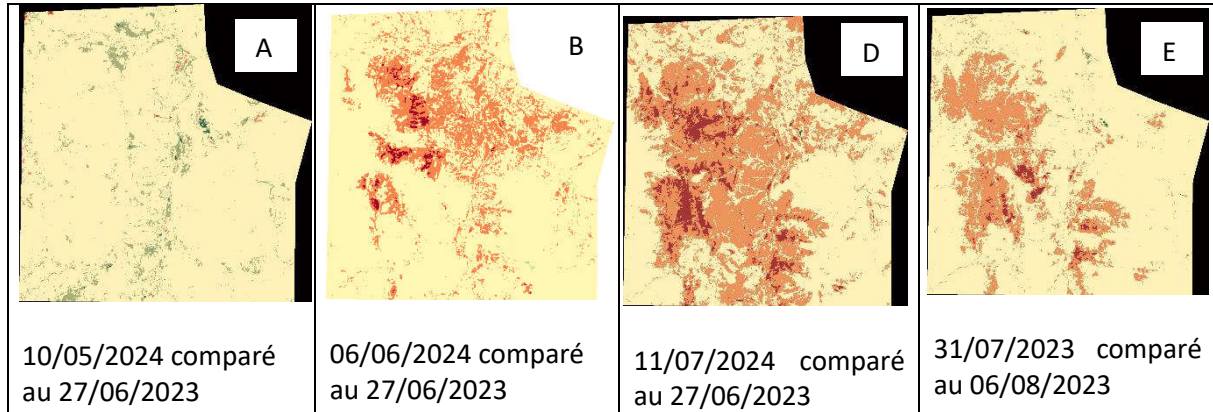 A
B
D
E
10/05/2024 comparé
au 27/06/2023
06/06/2024 comparé
au 27/06/2023
11/07/2024 comparé
au 27/06/2023
31/07/2023 comparé
au 06/08/2023